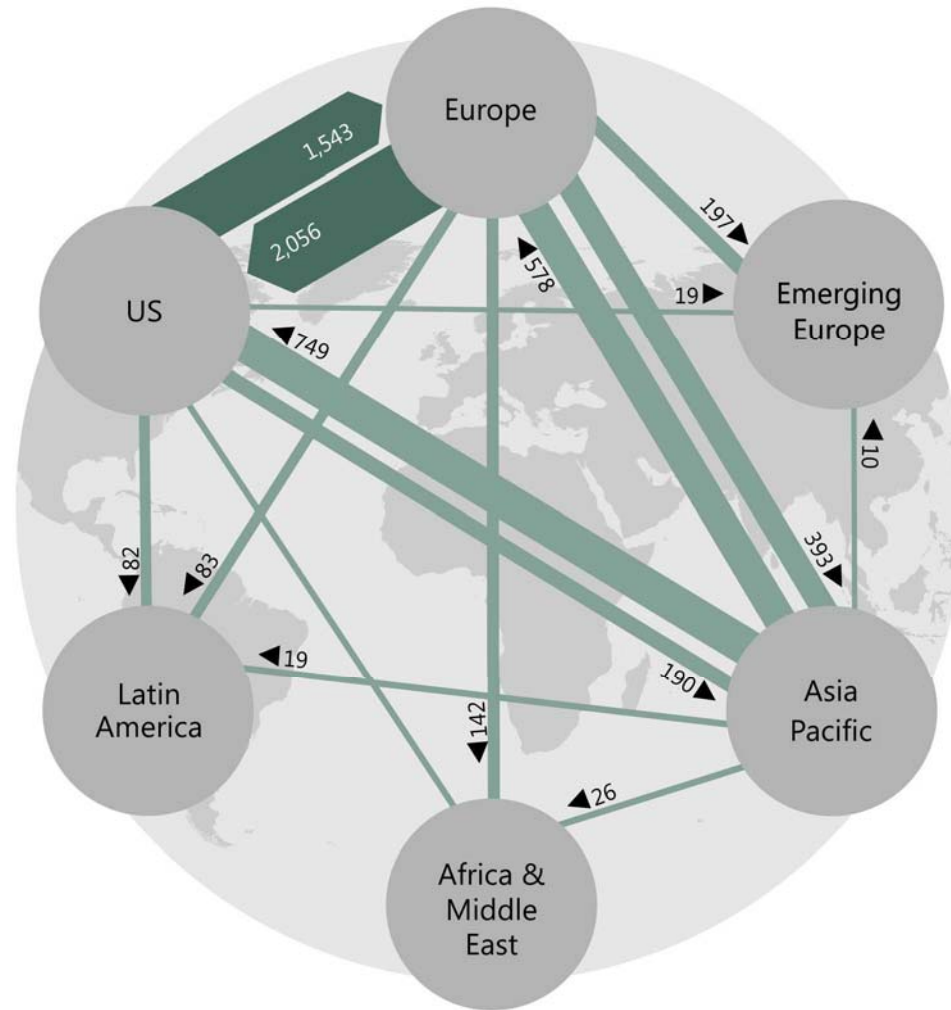 Europe
1,543
2,056
197
578
19
US
Emerging
Europe
749
10
393
82
83
19
190
Latin
America
Asia
Pacific
142
26
Africa &
Middle
East